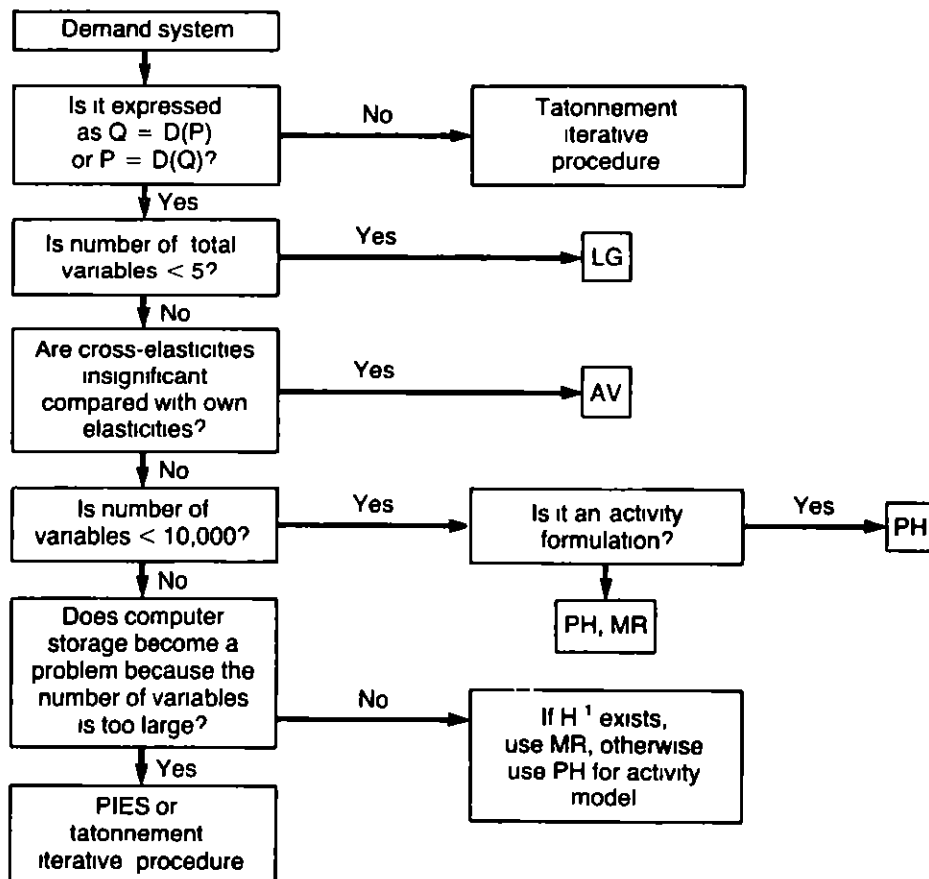 Demand system
Is it expressed
as Q = D(P)
or P = D(Q)?
No
Tatonnement
iterative
procedure
Yes
Is number of total
variables < 5?
Yes
LG
No
Are cross-elasticities
insignificant
compared with own
elasticities?
Yes
AV
No
Is number of
variables < 10,000?
Yes
Is it an activity
formulation?
Yes
PH
PH, MR
No
Does computer
storage become a
problem because the
number of variables
is too large?
No
If H 1 exists,
use MR, otherwise
use PH for activity
model
Yes
PIES or
tatonnement
iterative procedure